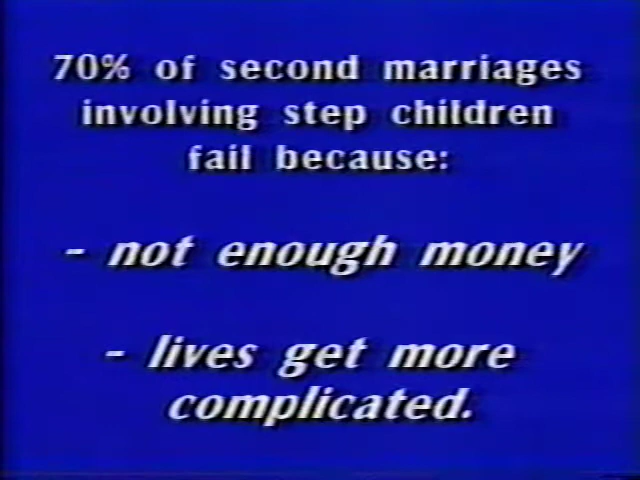 70% of second marriages
involving step children
fail because:
- not enough money
- lives get more
complicated.